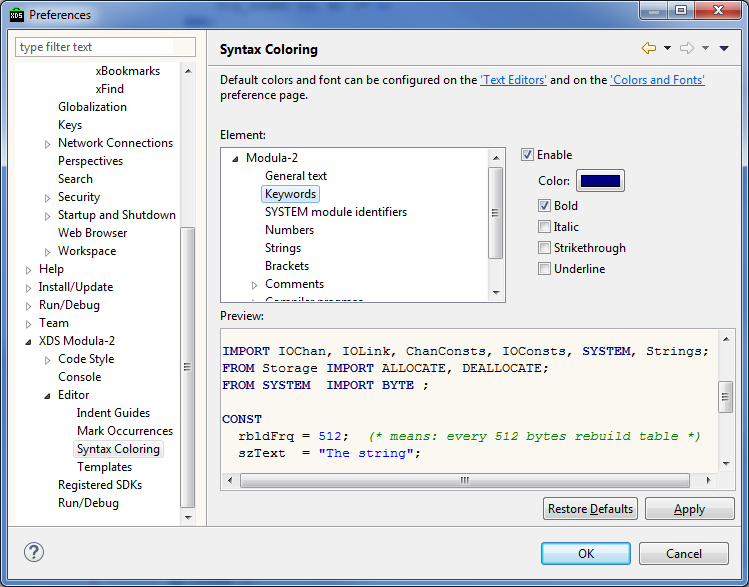 XDS Preferences
type filter text
xBookmarks
xFind
Globalization
Keys
Network Connections
Perspectives
Search
Security
Startup and Shutdown
Web Browser
Workspace
Help
Install/Update
Run/Debug
Team
XDS Modula-2
Code Style
Console
Editor
Indent Guides
Mark Occurrences
Syntax Coloring
Templates
Registered SDKs
Run/Debug
Syntax Coloring
Default colors and font can be configured on the 'Text Editors' and on the 'Colors and Fonts'
preference page.
Element:
Modula-2
General text
Keywords
SYSTEM module identifiers
Numbers
Strings
Brackets
Comments
Enable
Color:
Bold
Italic
Strikethrough
Underline
Preview:
IMPORT IOChan, IOLink, ChanConsts, IOConsts, SYSTEM, Strings;
FROM Storage IMPORT ALLOCATE, DEALLOCATE;
FROM SYSTEM  IMPORT BYTE ;
CONST
rbldFrq = 512;  (* means: every 512 bytes rebuild table *)
szText  = "The string";
Restore Defaults
Apply
?
OK
Cancel